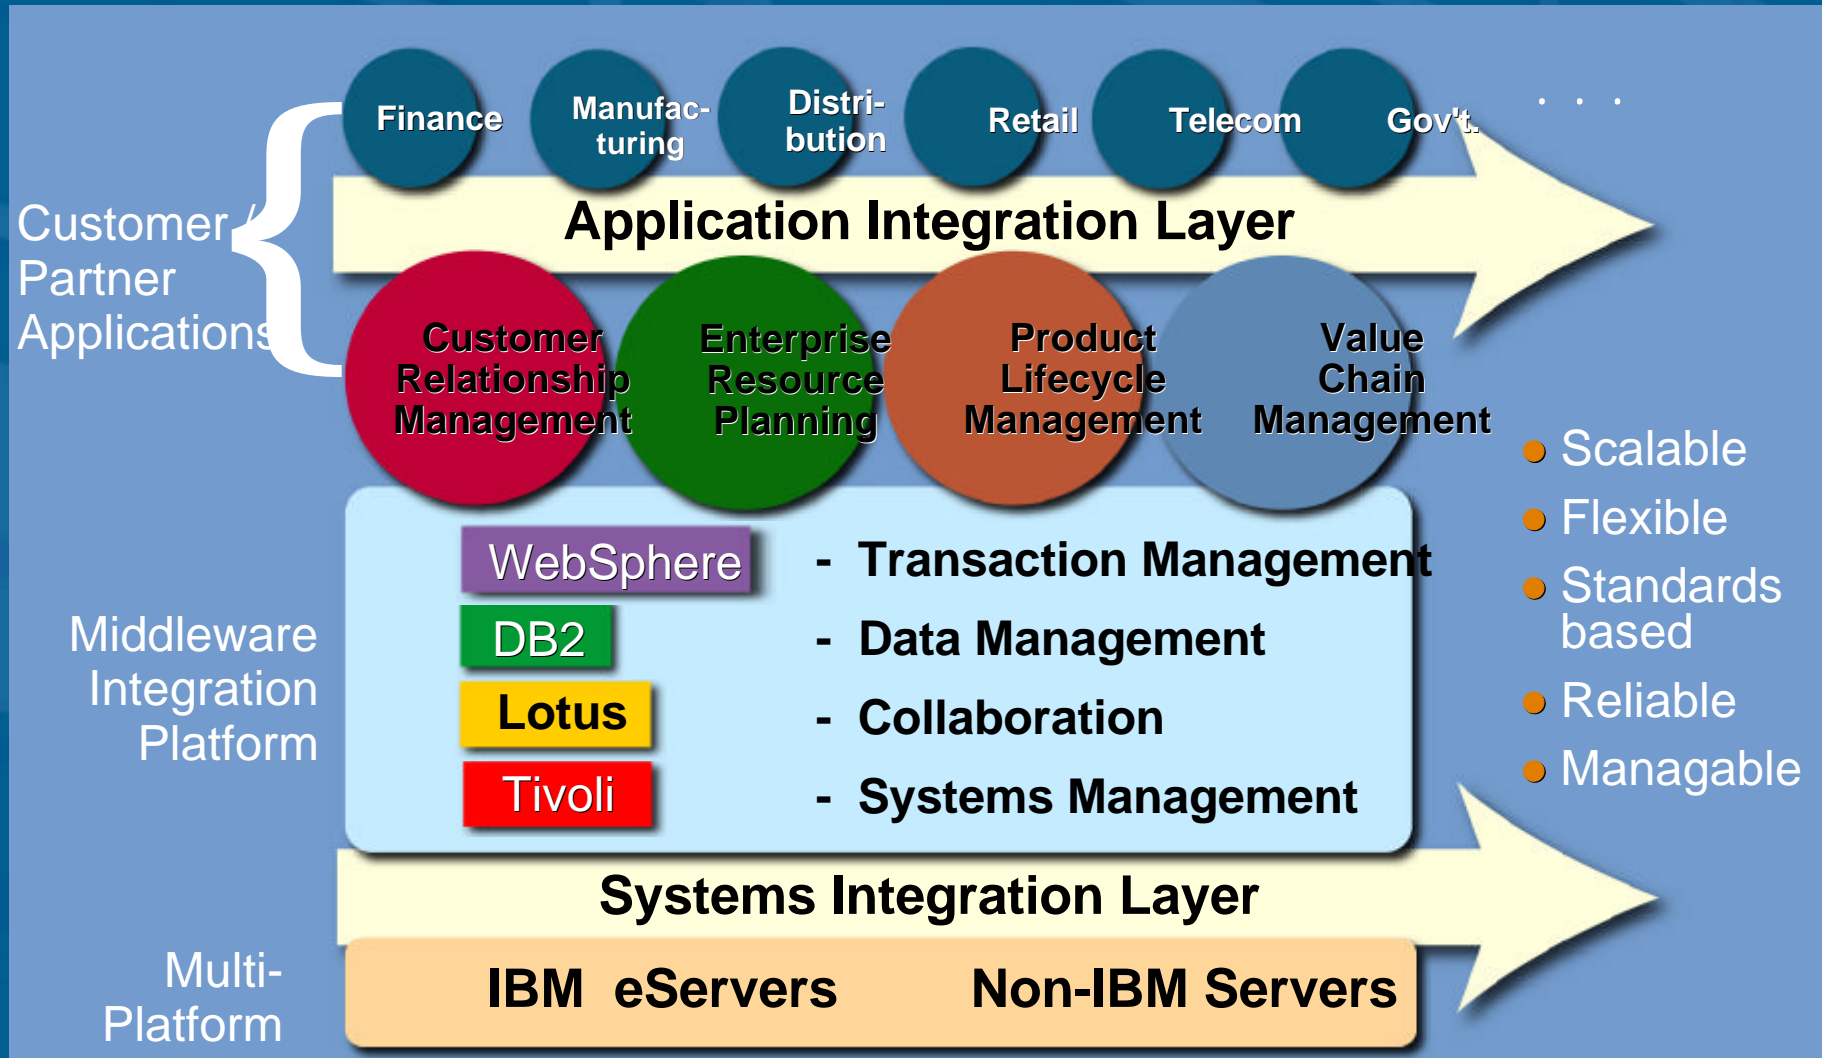 Finance
Manufac-
turing
Distri-
bution
Retail
Telecom
Gov't.
. . .
Application Integration Layer
Customer /
Partner
Applications
Customer
Relationship
Management
Enterprise
Resource
Planning
Product
Lifecycle
Management
Value
Chain
Management
Middleware
Integration
Platform
WebSphere - Transaction Management
DB2 - Data Management
Lotus - Collaboration
Tivoli - Systems Management
Scalable
Flexible
Standards
based
Reliable
Managable
Systems Integration Layer
Multi-
Platform
IBM eServers Non-IBM Servers